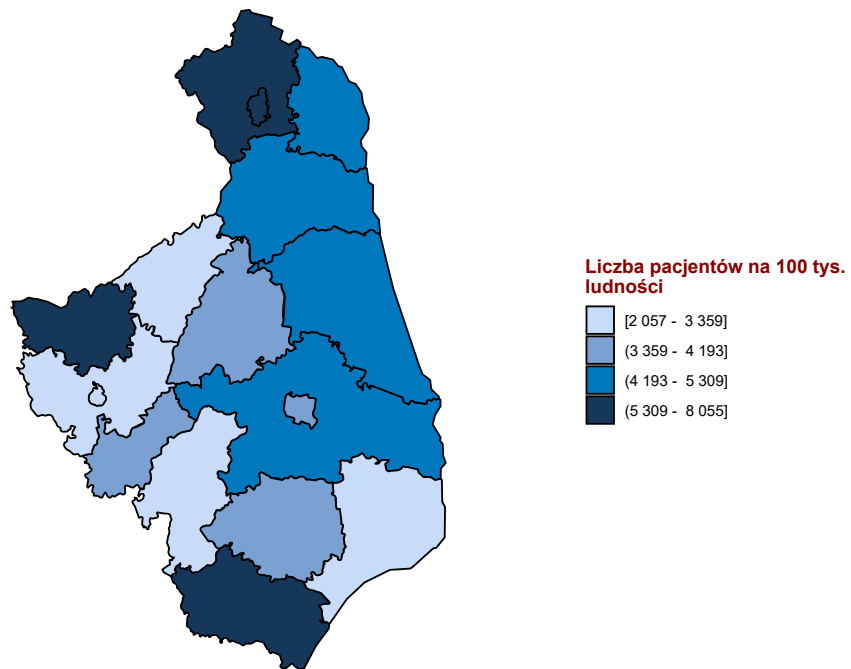 Liczba pacjentów na 100 tys.
ludności
[2 057 - 3 359]
(3 359 - 4 193]
(4 193 - 5 309]
(5 309 - 8 055]